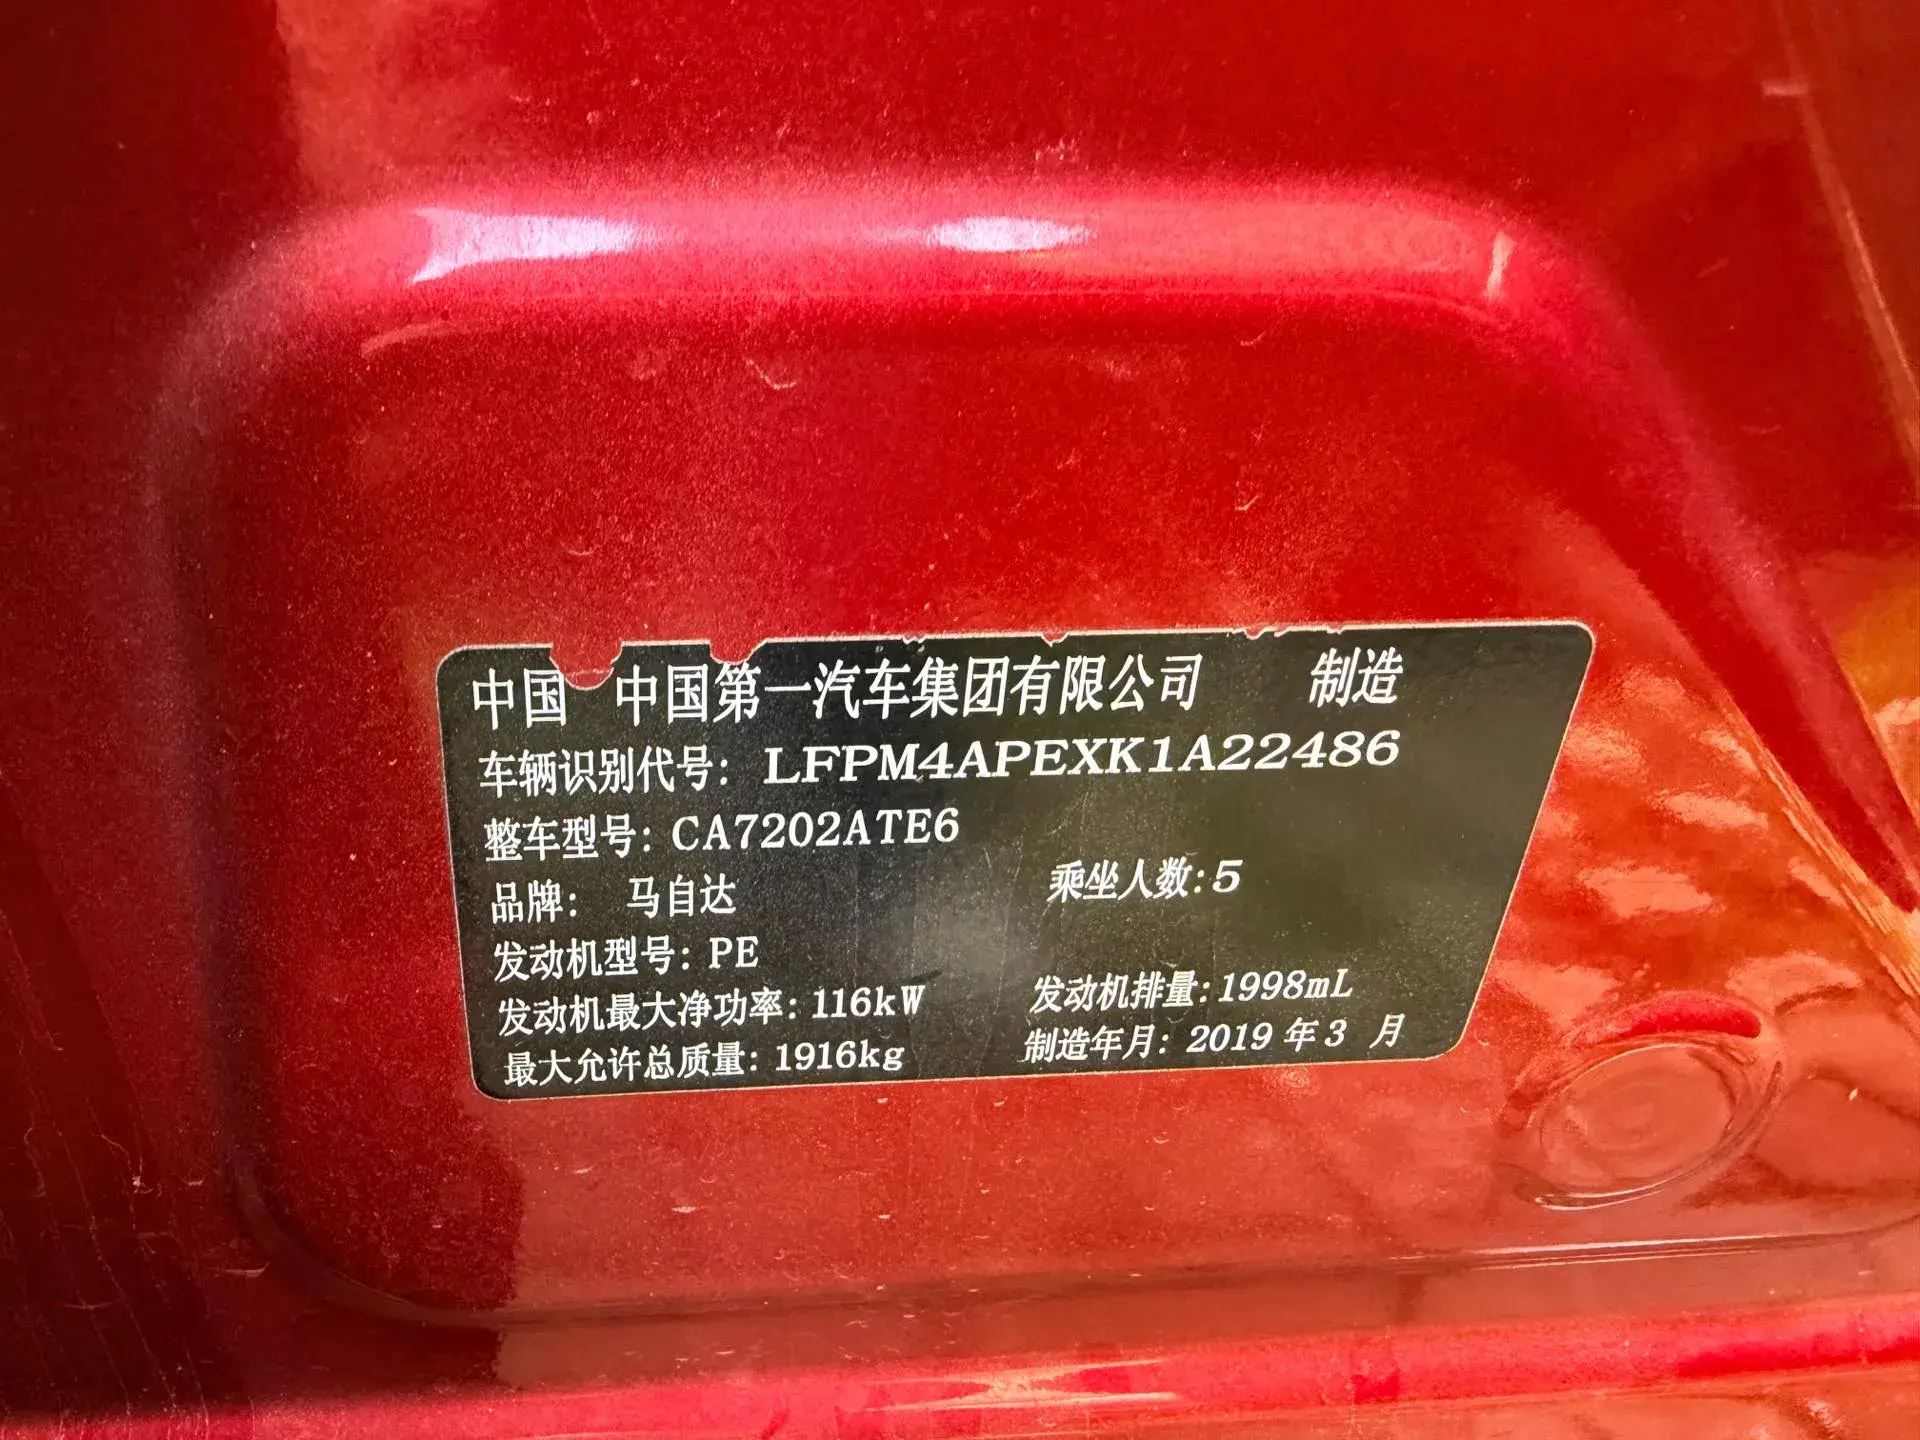 中国 中国第一汽车集团有限公司 制造
车辆识别代号：LFPM4APEXK1A22486
整车型号：CA7202ATE6
品牌： 马自达 乘坐人数：5
发动机型号：PE
发动机最大净功率：116kW 发动机排量：1998mL
最大允许总质量：1916kg 制造年月：2019 年 3 月